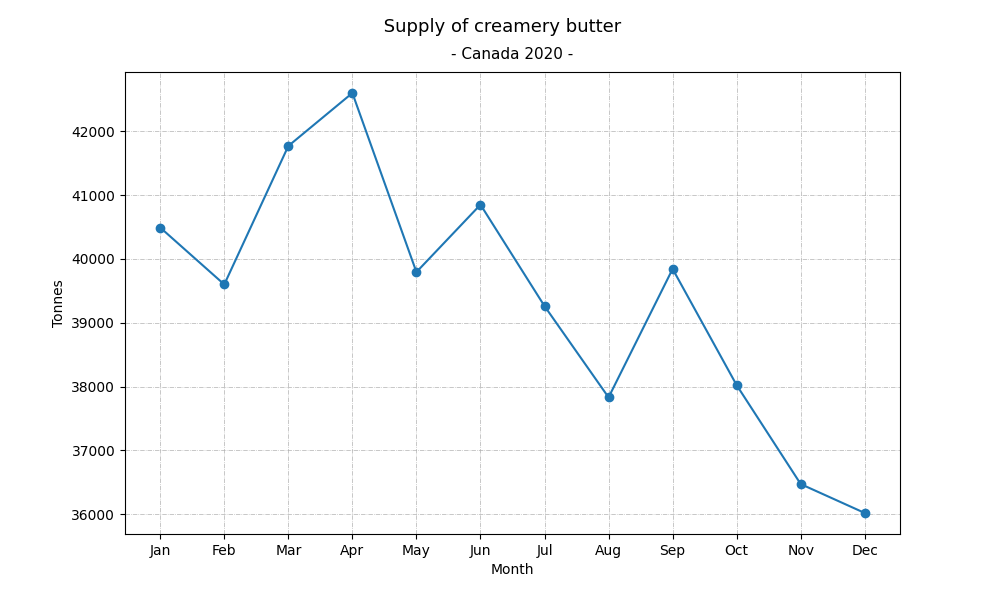 Supply of creamery butter
- Canada 2020 -
Tonnes
42000
41000
40000
39000
38000
37000
36000
Jan Feb Mar Apr May Jun Jul Aug Sep Oct Nov Dec
Month